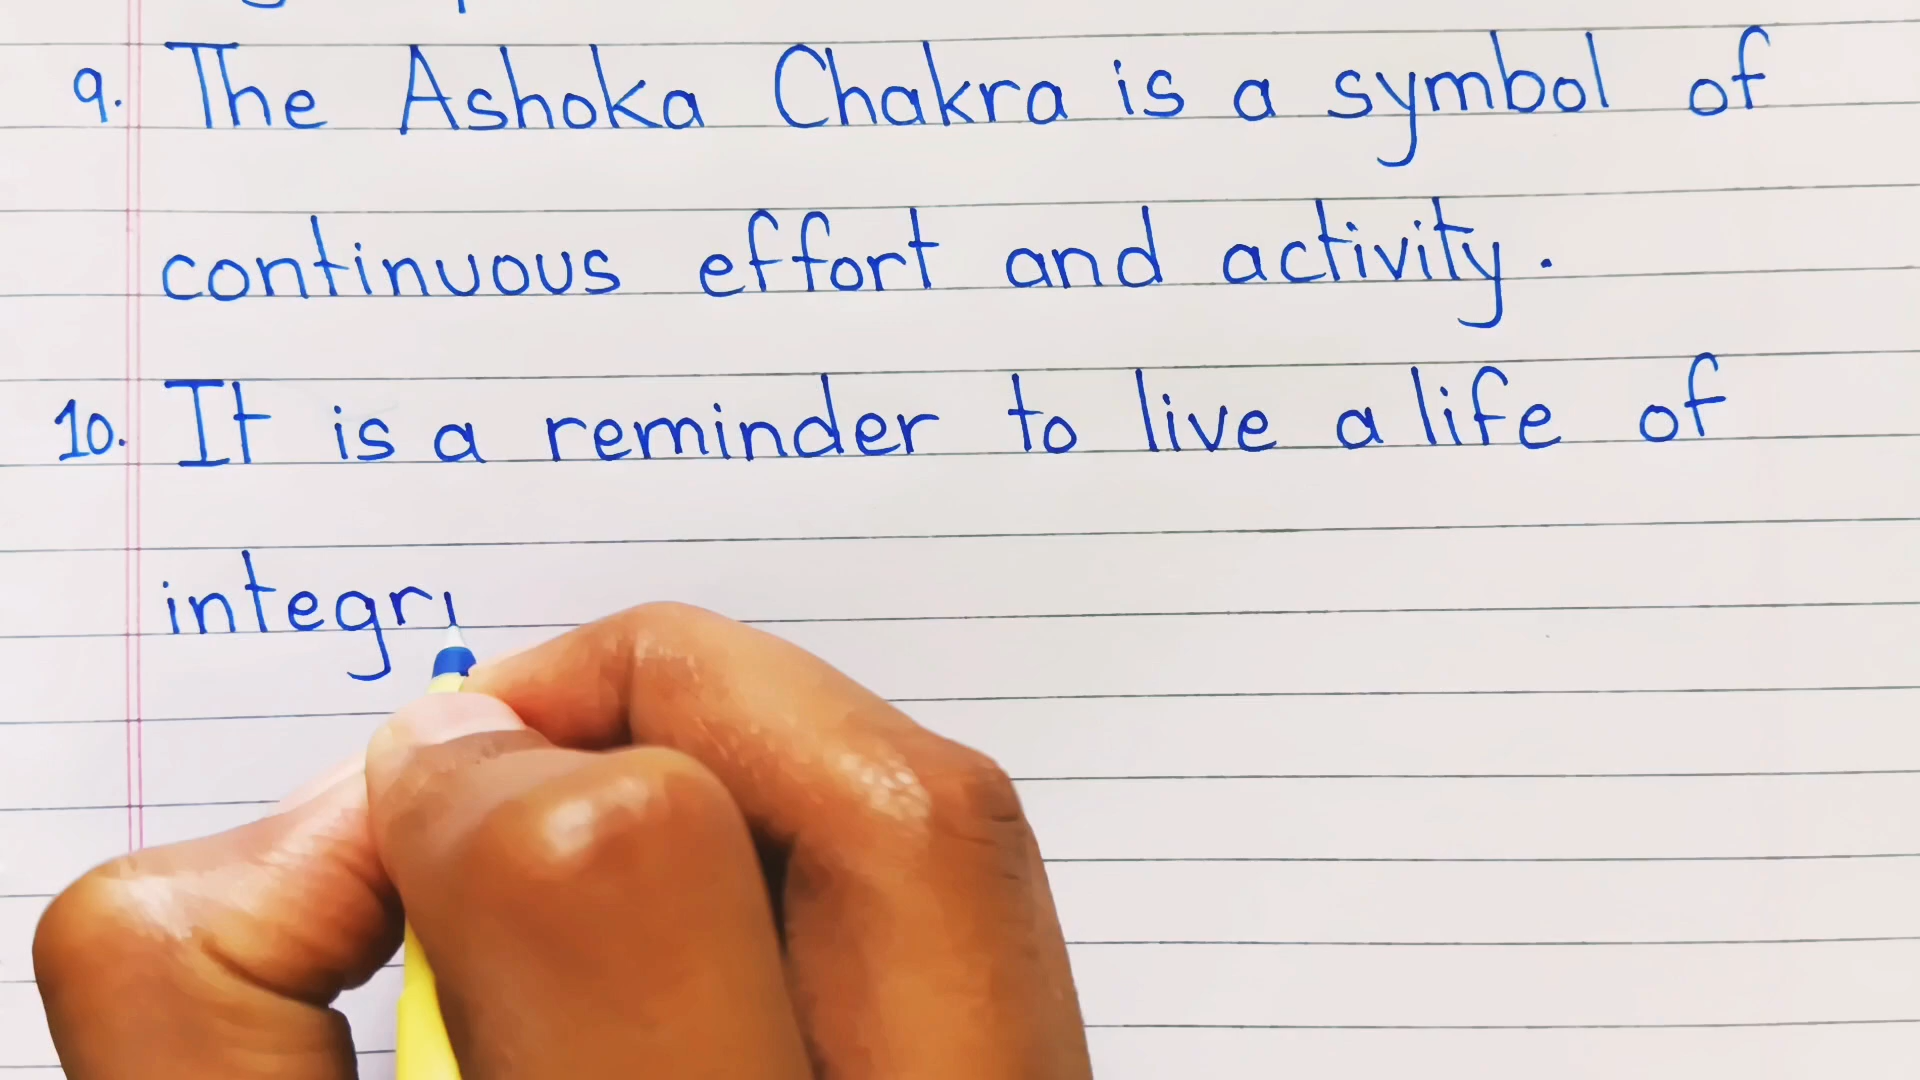 9. The Ashoka Chakra is a symbol of
continuous effort and activity.
10. It is a reminder to live a life of
integri